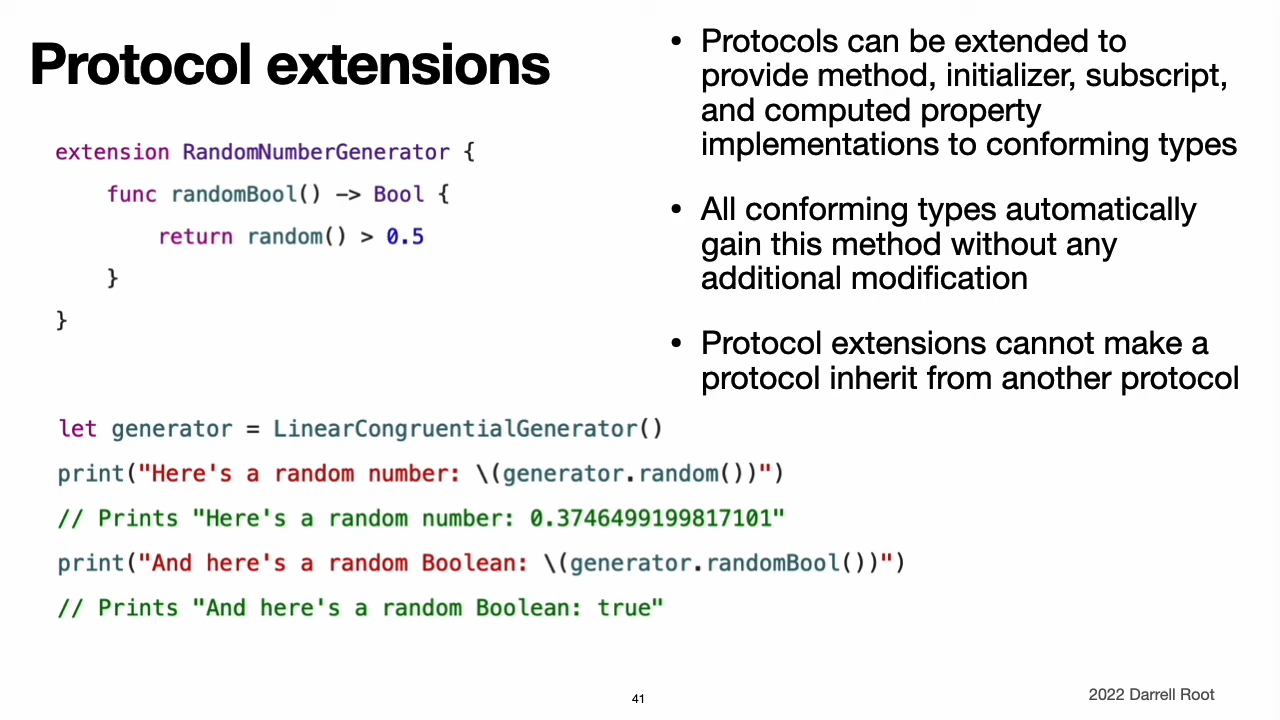 Protocol extensions
extension RandomNumberGenerator {
    func randomBool() -> Bool {
        return random() > 0.5
    }
}
let generator = LinearCongruentialGenerator()
print("Here's a random number: \(generator.random())")
// Prints "Here's a random number: 0.3746499199817101"
print("And here's a random Boolean: \(generator.randomBool())")
// Prints "And here's a random Boolean: true"
• Protocols can be extended to
provide method, initializer, subscript,
and computed property
implementations to conforming types
• All conforming types automatically
gain this method without any
additional modification
• Protocol extensions cannot make a
protocol inherit from another protocol
41
2022 Darrell Root